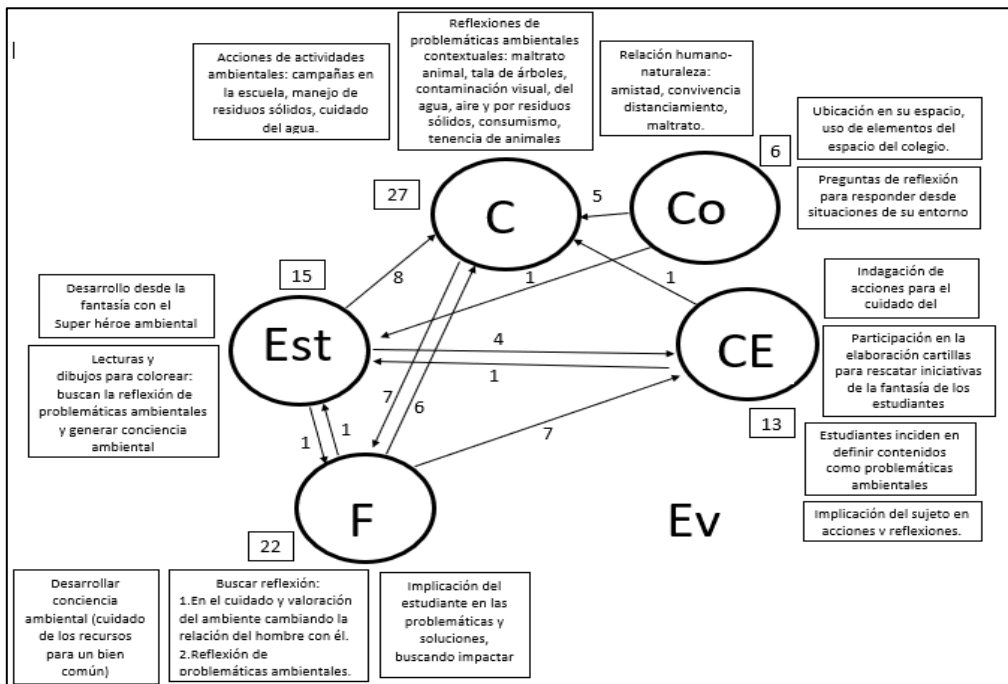 Acciones de actividades
ambientales: campañas en
la escuela, manejo de
residuos sólidos, cuidado
del agua.
Reflexiones de
problemáticas ambientales
contextuales: maltrato
animal, tala de árboles,
contaminación visual, del
agua, aire y por residuos
sólidos, consumismo,
tenencia de animales
Relación humano-
naturaleza:
amistad, convivencia
distanciamiento,
maltrato.
Ubicación en su espacio,
uso de elementos del
espacio del colegio.
6
Preguntas de reflexión
para responder desde
situaciones de su entorno
27
C
5
Co
15
8
1
1
Desarrollo desde la
fantasía con el
Super héroe ambiental
Est
4
1
CE
Indagación de
acciones para el
cuidado del
Lecturas y
dibujos para colorear:
buscan la reflexión de
problemáticas ambientales
y generar conciencia
ambiental
Participación en la
elaboración cartillas
para rescatar iniciativas
de la fantasía de los
estudiantes
7
6
7
13
1
1
Estudiantes inciden en
definir contenidos
como problemáticas
ambientales
F
Ev
22
Implicación del sujeto en
acciones y reflexiones.
Desarrollar
conciencia
ambiental (cuidado
de los recursos
para un bien
común)
Buscar reflexión:
1.En el cuidado y valoración
del ambiente cambiando la
relación del hombre con él.
2.Reflexión de
problemáticas ambientales.
Implicación del
estudiante en las
problemáticas y
soluciones,
buscando impactar